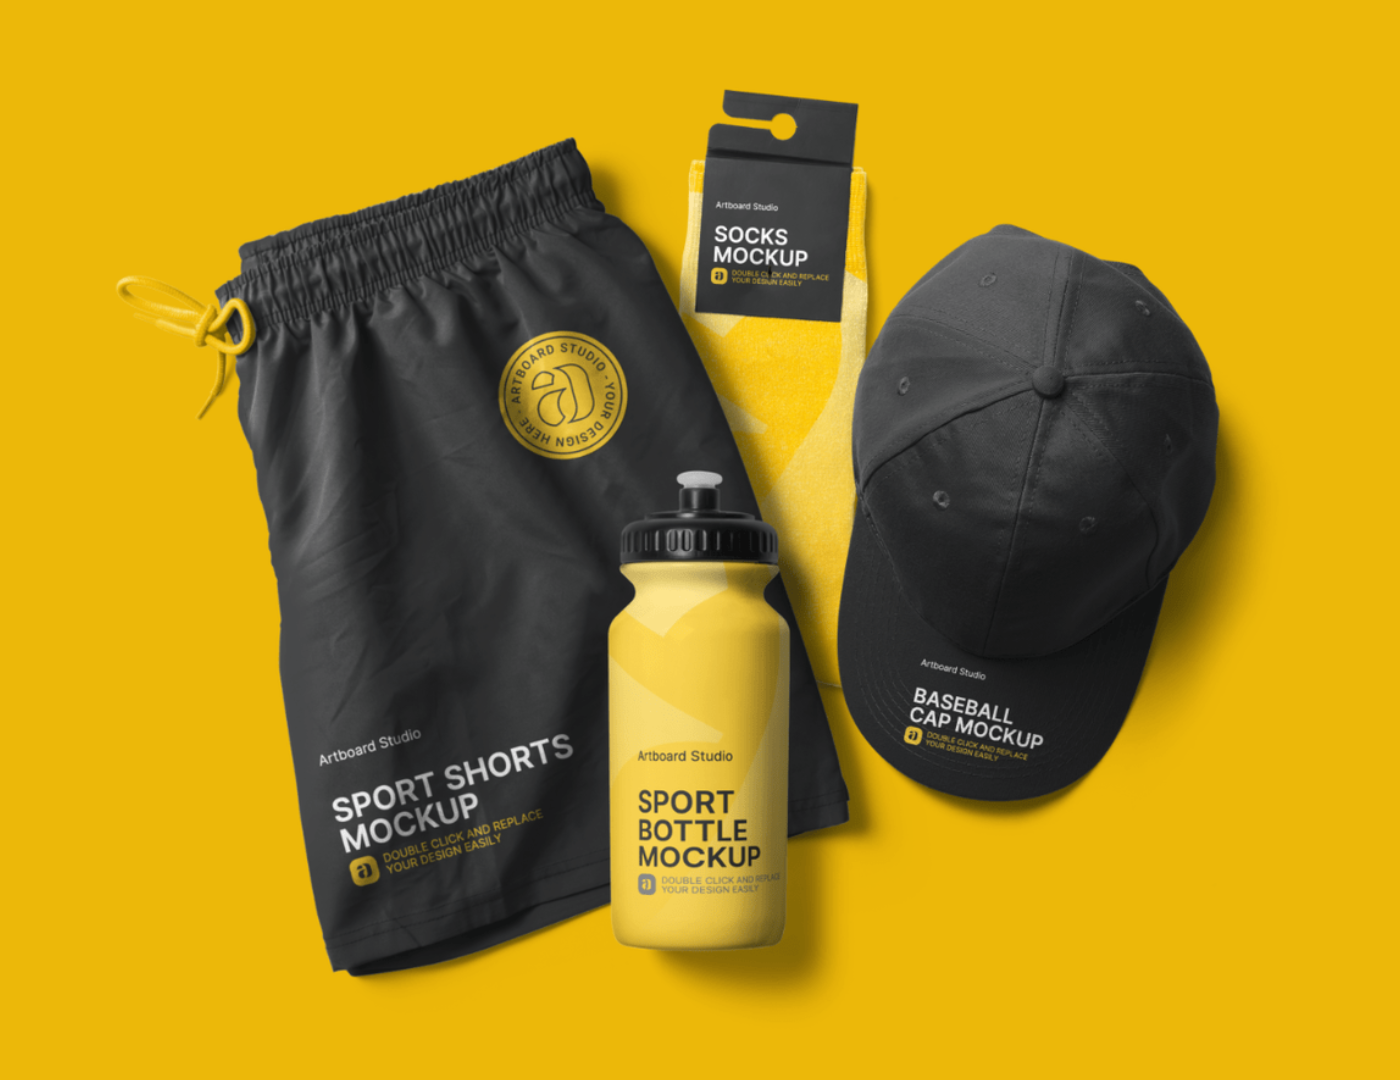 Artboard Studio
SOCKS
MOCKUP
a
DOUBLE CLICK AND REPLACE
YOUR DESIGN EASILY
ARTBOARD STUDIO - YOUR DESIGN HERE -
a
Artboard Studio
SPORT SHORTS
MOCKUP
a
DOUBLE CLICK AND REPLACE
YOUR DESIGN EASILY
Artboard Studio
SPORT
BOTTLE
MOCKUP
a
DOUBLE CLICK AND REPLACE
YOUR DESIGN EASILY
Artboard Studio
BASEBALL
CAP MOCKUP
a
DOUBLE CLICK AND REPLACE
YOUR DESIGN EASILY